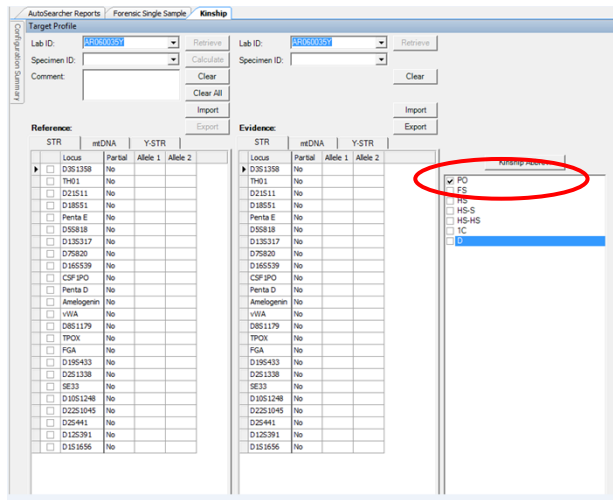 AutoSearcher Reports Forensic Single Sample Kinship
Configuration Summary
Target Profile
Lab ID: AR060035Y Retrieve Lab ID: AR060035Y Retrieve
Specimen ID: Calculate Specimen ID:
Comment: Clear Clear
Clear All
Import Import
Reference: Export Evidence: Export
STR mtDNA Y-STR STR mtDNA Y-STR
Locus Partial Allele 1 Allele 2 Locus Partial Allele 1 Allele 2 Kinship
D3S1358 No D3S1358 No PO
TH01 No TH01 No FS
D21S11 No D21S11 No HS
D18S51 No D18S51 No HS-S
Penta E No Penta E No HS-HS
D5S818 No D5S818 No 1C
D13S317 No D13S317 No D
D7S820 No D7S820 No
D16S539 No D16S539 No
CSF1PO No CSF1PO No
Penta D No Penta D No
Amelogenin No Amelogenin No
vWA No vWA No
D8S1179 No D8S1179 No
TPOX No TPOX No
FGA No FGA No
D19S433 No D19S433 No
D2S1338 No D2S1338 No
SE33 No SE33 No
D10S1248 No D10S1248 No
D22S1045 No D22S1045 No
D2S441 No D2S441 No
D12S391 No D12S391 No
D1S1656 No D1S1656 No